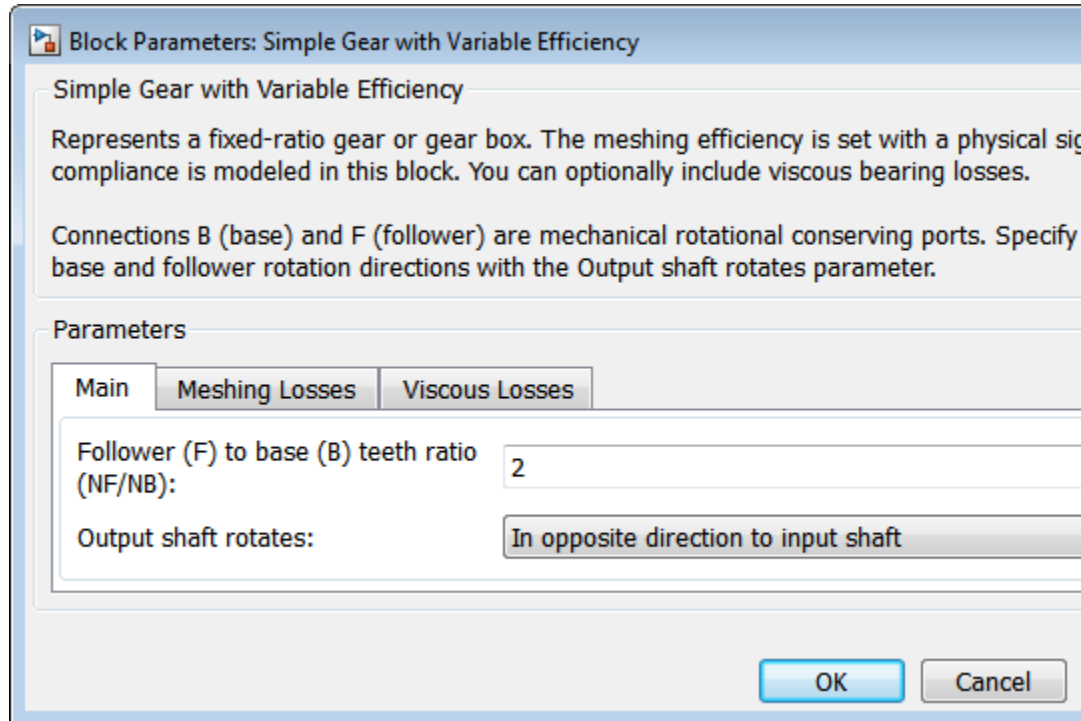 Block Parameters: Simple Gear with Variable Efficiency
Simple Gear with Variable Efficiency
Represents a fixed-ratio gear or gear box. The meshing efficiency is set with a physical
compliance is modeled in this block. You can optionally include viscous bearing losses.
Connections B (base) and F (follower) are mechanical rotational conserving ports. Specify
base and follower rotation directions with the Output shaft rotates parameter.
Parameters
Main Meshing Losses Viscous Losses
Follower (F) to base (B) teeth ratio
(NF/NB):
2
Output shaft rotates: In opposite direction to input shaft
OK Cancel